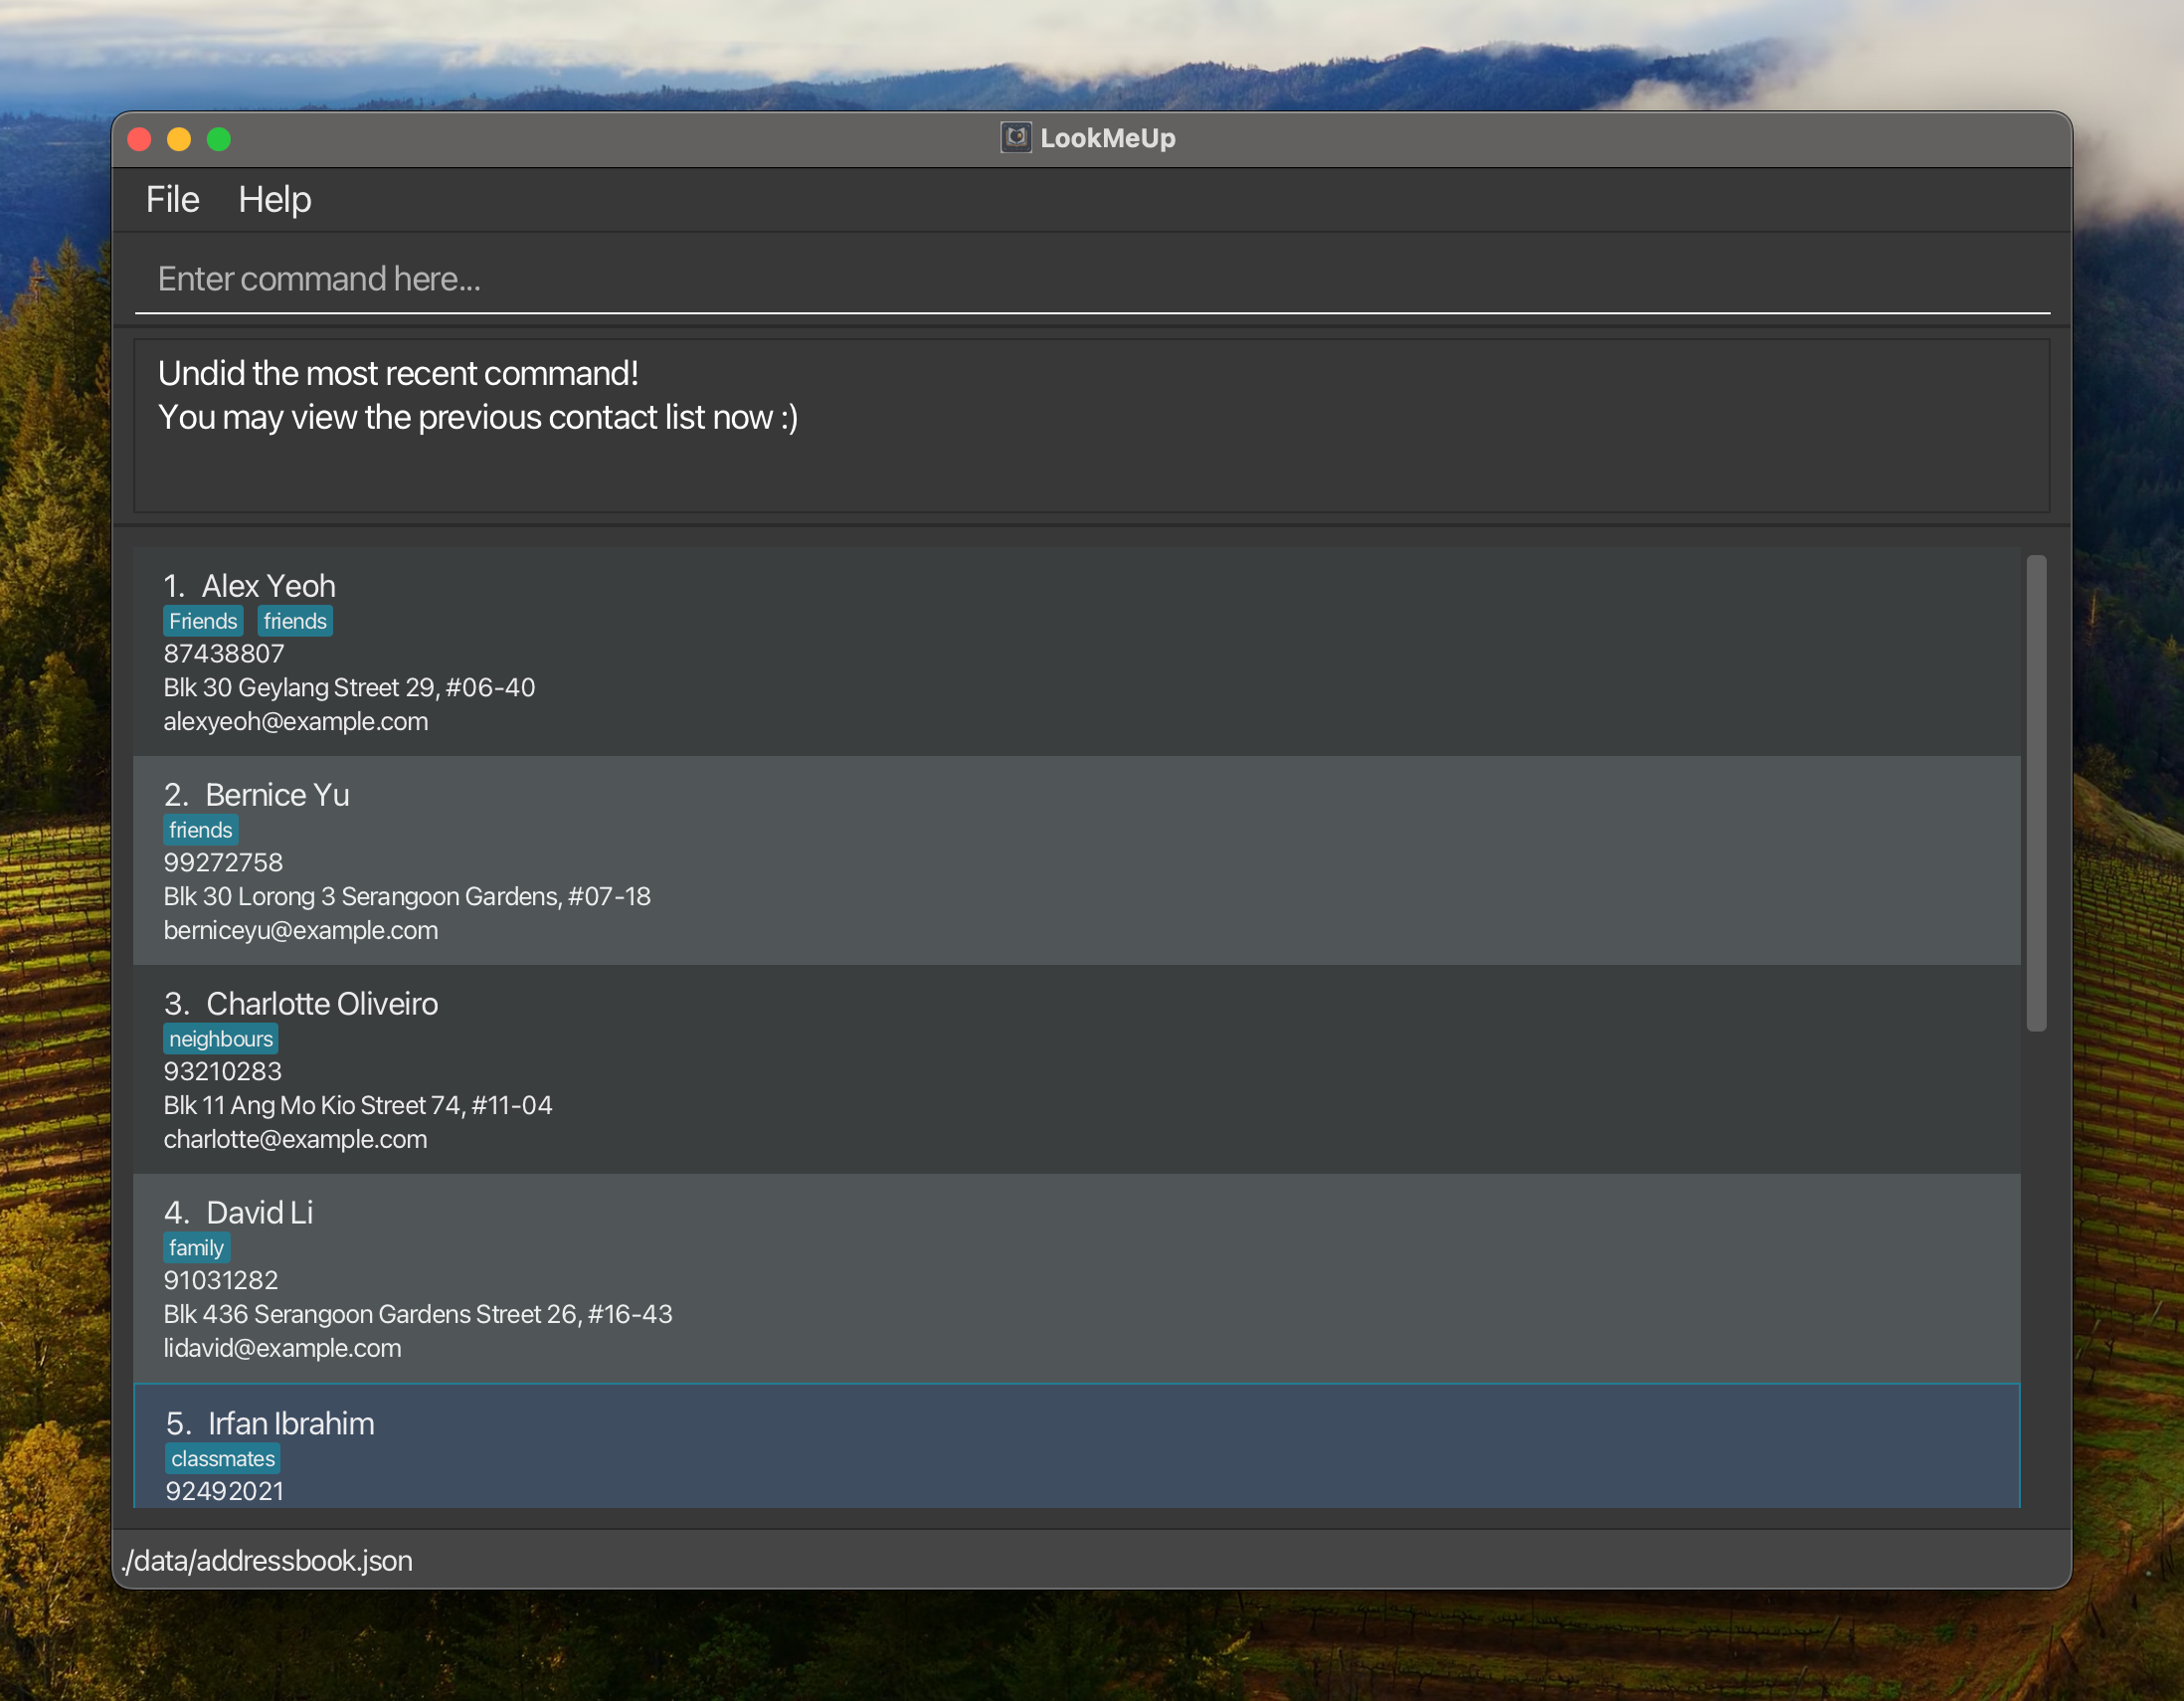 LookMeUp
File Help
Enter command here...
Undid the most recent command!
You may view the previous contact list now :)
1. Alex Yeoh
Friends friends
87438807
Blk 30 Geylang Street 29, #06-40
alexyeoh@example.com
2. Bernice Yu
friends
99272758
Blk 30 Lorong 3 Serangoon Gardens, #07-18
berniceyu@example.com
3. Charlotte Oliveiro
neighbours
93210283
Blk 11 Ang Mo Kio Street 74, #11-04
charlotte@example.com
4. David Li
family
91031282
Blk 436 Serangoon Gardens Street 26, #16-43
lidavid@example.com
5. Irfan Ibrahim
classmates
92492021
./data/addressbook.json